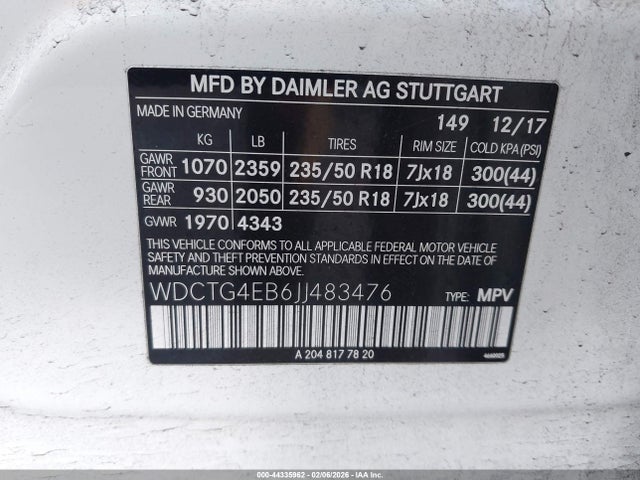 MFD BY DAIMLER AG STUTTGART
MADE IN GERMANY 149 12/17
KG LB TIRES RIM SIZE COLD KPA (PSI)
GAWR FRONT 1070 2359 235/50 R18 7Jx18 300(44)
GAWR REAR 930 2050 235/50 R18 7Jx18 300(44)
GVWR 1970 4343
THIS VEHICLE CONFORMS TO ALL APPLICABLE FEDERAL MOTOR VEHICLE
SAFETY AND THEFT PREVENTION STANDARDS IN EFFECT ON THE DATE
OF MANUFACTURE SHOWN ABOVE.
WDCTG4EB6JJ483476 TYPE: MPV
A 204 817 78 20
000-44335962 - 02/06/2026 - IAA Inc.